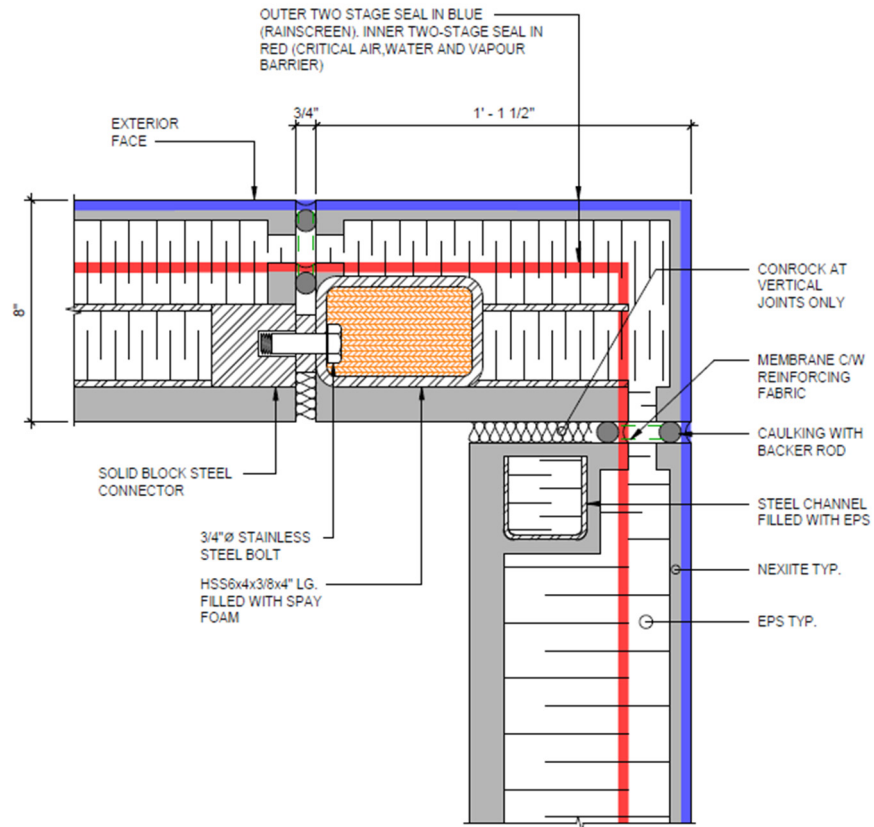 OUTER TWO STAGE SEAL IN BLUE
(RAINSCREEN). INNER TWO-STAGE SEAL IN
RED (CRITICAL AIR,WATER AND VAPOUR
BARRIER)
3/4"
1' - 1 1/2"
EXTERIOR
FACE
8"
CONROCK AT
VERTICAL
JOINTS ONLY
MEMBRANE C/W
REINFORCING
FABRIC
CAULKING WITH
BACKER ROD
SOLID BLOCK STEEL
CONNECTOR
STEEL CHANNEL
FILLED WITH EPS
3/4"Ø STAINLESS
STEEL BOLT
NEXIITE TYP.
HSS6x4x3/8x4" LG.
FILLED WITH SPAY
FOAM
EPS TYP.